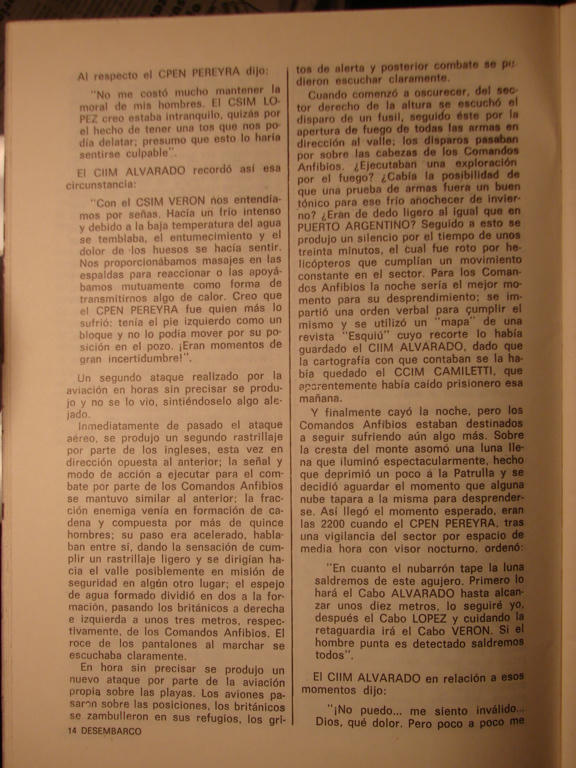 Al respecto el CPEN PEREYRA dijo:
"No me costó mucho mantener la
moral de mis hombres. El CSIM LO-
PEZ creo estaba intranquilo, quizás por
el hecho de tener una tos que nos po-
día delatar; presumo que esto lo haría
sentirse culpable".
El CIIM ALVARADO recordó así esa
circunstancia:
"Con el CSIM VERON nos entendía-
mos por señas. Hacía un frío intenso
y debido a la baja temperatura del agua
se temblaba, el entumecimiento y el
dolor de los huesos se hacía sentir.
Nos proporcionábamos masajes en las
espaldas para reaccionar o las apoyá-
bamos mutuamente como forma de
transmitirnos algo de calor. Creo que
el CPEN PEREYRA fue quien más lo
sufrió: tenía el pie izquierdo como un
bloque y no lo podía mover por su po-
sición en el pozo. ¡Eran momentos de
gran incertidumbre!".
Un segundo ataque realizado por la
aviación en horas sin precisar se produ-
jo y no se lo vio, sintiéndoselo algo ale-
jado.
Inmediatamente de pasado el ataque
aéreo, se produjo un segundo rastrillaje
por parte de los ingleses, esta vez en
dirección opuesta al anterior; la señal y
modo de acción a ejecutar para el com-
bate por parte de los Comandos Anfibios
se mantuvo similar al anterior; la frac-
ción enemiga venía en formación de ca-
dena y compuesta por más de quince
hombres; su paso era acelerado, habla-
ban entre sí, dando la sensación de cum-
plir un rastrillaje ligero y se dirigían ha-
cia el valle posiblemente en misión de
seguridad en algún otro lugar; el espejo
de agua formado dividió en dos a la for-
mación, pasando los británicos a derecha
e izquierda a unos tres metros, respec-
tivamente, de los Comandos Anfibios. El
roce de los pantalones al marchar se
escuchaba claramente.
En hora sin precisar se produjo un
nuevo ataque por parte de la aviación
propia sobre las playas. Los aviones pa-
saron sobre las posiciones, los británicos
se zambulleron en sus refugios, los gri-
14 DESEMBARCO
tos de alerta y posterior combate se pu-
dieron escuchar claramente.
Cuando comenzó a oscurecer, del sec-
tor derecho de la altura se escuchó el
disparo de un fusil, seguido éste por la
apertura de fuego de todas las armas en
dirección al valle; los disparos pasaban
por sobre las cabezas de los Comandos
Anfibios. ¿Ejecutaban una exploración
por el fuego? ¿Cabía la posibilidad de
que una prueba de armas fuera un buen
tónico para ese frío anochecer de invier-
no? ¿Eran de dedo ligero al igual que en
PUERTO ARGENTINO? Seguido a esto se
produjo un silencio por el tiempo de unos
treinta minutos, el cual fue roto por he-
licópteros que cumplían un movimiento
constante en el sector. Para los Coman-
dos Anfibios la noche sería el mejor mo-
mento para su desprendimiento; se im-
partió una orden verbal para cumplir el
mismo y se utilizó un "mapa" de una
revista "Esquiú" cuyo recorte lo había
guardado el CIIM ALVARADO, dado que
la cartografía con que contaban se la ha-
bía quedado el CCIM CAMILETTI, que
aparentemente había caído prisionero esa
mañana.
Y finalmente cayó la noche, pero los
Comandos Anfibios estaban destinados
a seguir sufriendo aún algo más. Sobre
la cresta del monte asomó una luna lle-
na que iluminó espectacularmente, hecho
que deprimió un poco a la Patrulla y se
decidió aguardar el momento que alguna
nube tapara a la misma para desprender-
se. Así llegó el momento esperado, eran
las 2200 cuando el CPEN PEREYRA, tras
una vigilancia del sector por espacio de
media hora con visor nocturno, ordenó:
"En cuanto el nubarrón tape la luna
saldremos de este agujero. Primero lo
hará el Cabo ALVARADO hasta alcan-
zar unos diez metros, lo seguiré yo,
después el Cabo LOPEZ y cuidando la
retaguardia irá el Cabo VERON. Si el
hombre punta es detectado saldremos
todos".
El CIIM ALVARADO en relación a esos
momentos dijo:
"¡No puedo... me siento inválido...
Dios, qué dolor. Pero poco a poco me